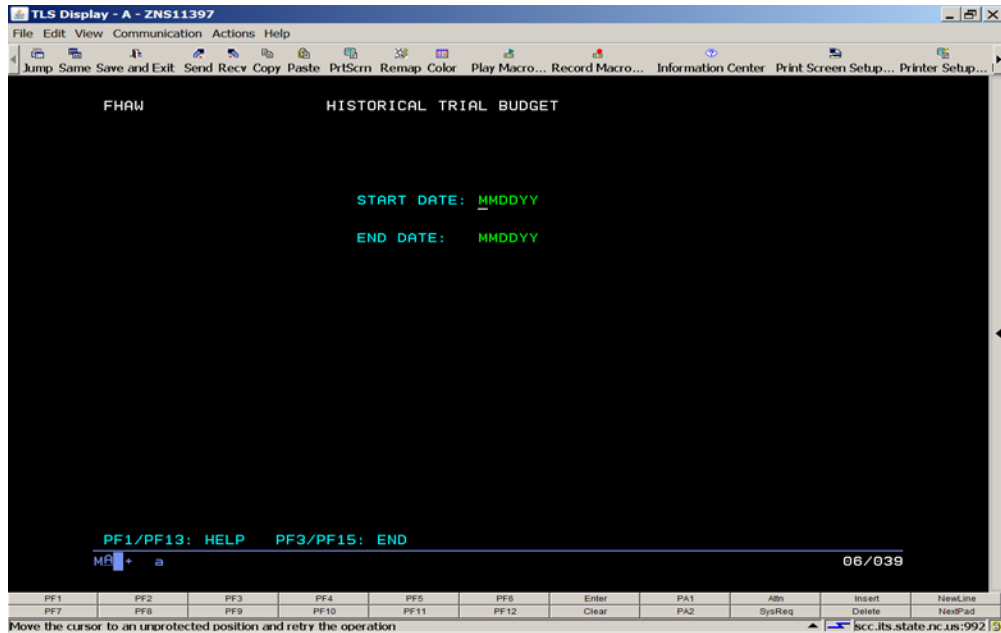 TLS Display - A - ZNS11397
File Edit View Communication Actions Help
Jump Same Save and Exit Send Recv Copy Paste PrtScrn Remap Color Play Macro... Record Macro... Information Center Print Screen Setup... Printer Setup...
FHAW HISTORICAL TRIAL BUDGET
START DATE: MMDDYY
END DATE: MMDDYY
PF1/PF13: HELP PF3/PF15: END
MA + a 06/039
PF1 PF2 PF3 PF4 PF5 PF6 Enter PA1 Attn Insert NewLine
PF7 PF8 PF9 PF10 PF11 PF12 Clear PA2 SysReq Delete NextPad
Move the cursor to an unprotected position and retry the operation scc.its.state.nc.us:992